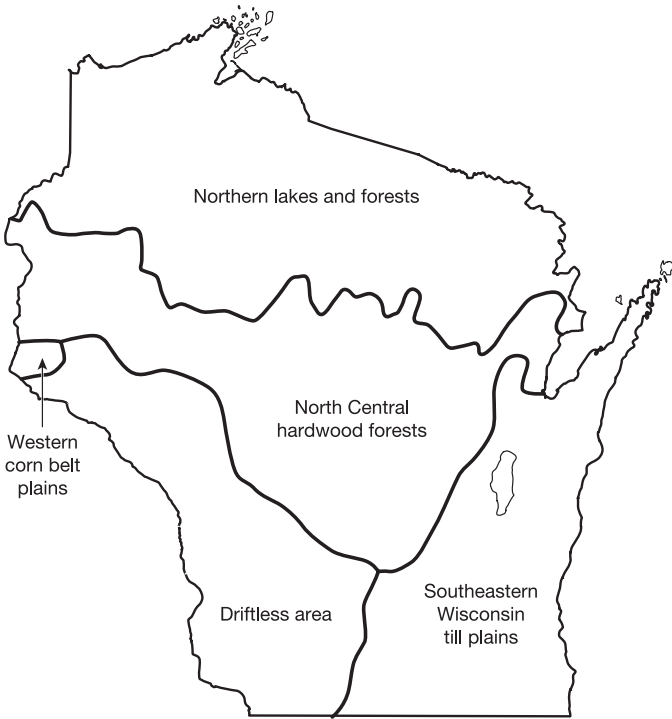 Northern lakes and forests
North Central
hardwood forests
Western
corn belt
plains
Southeastern
Wisconsin
till plains
Driftless area